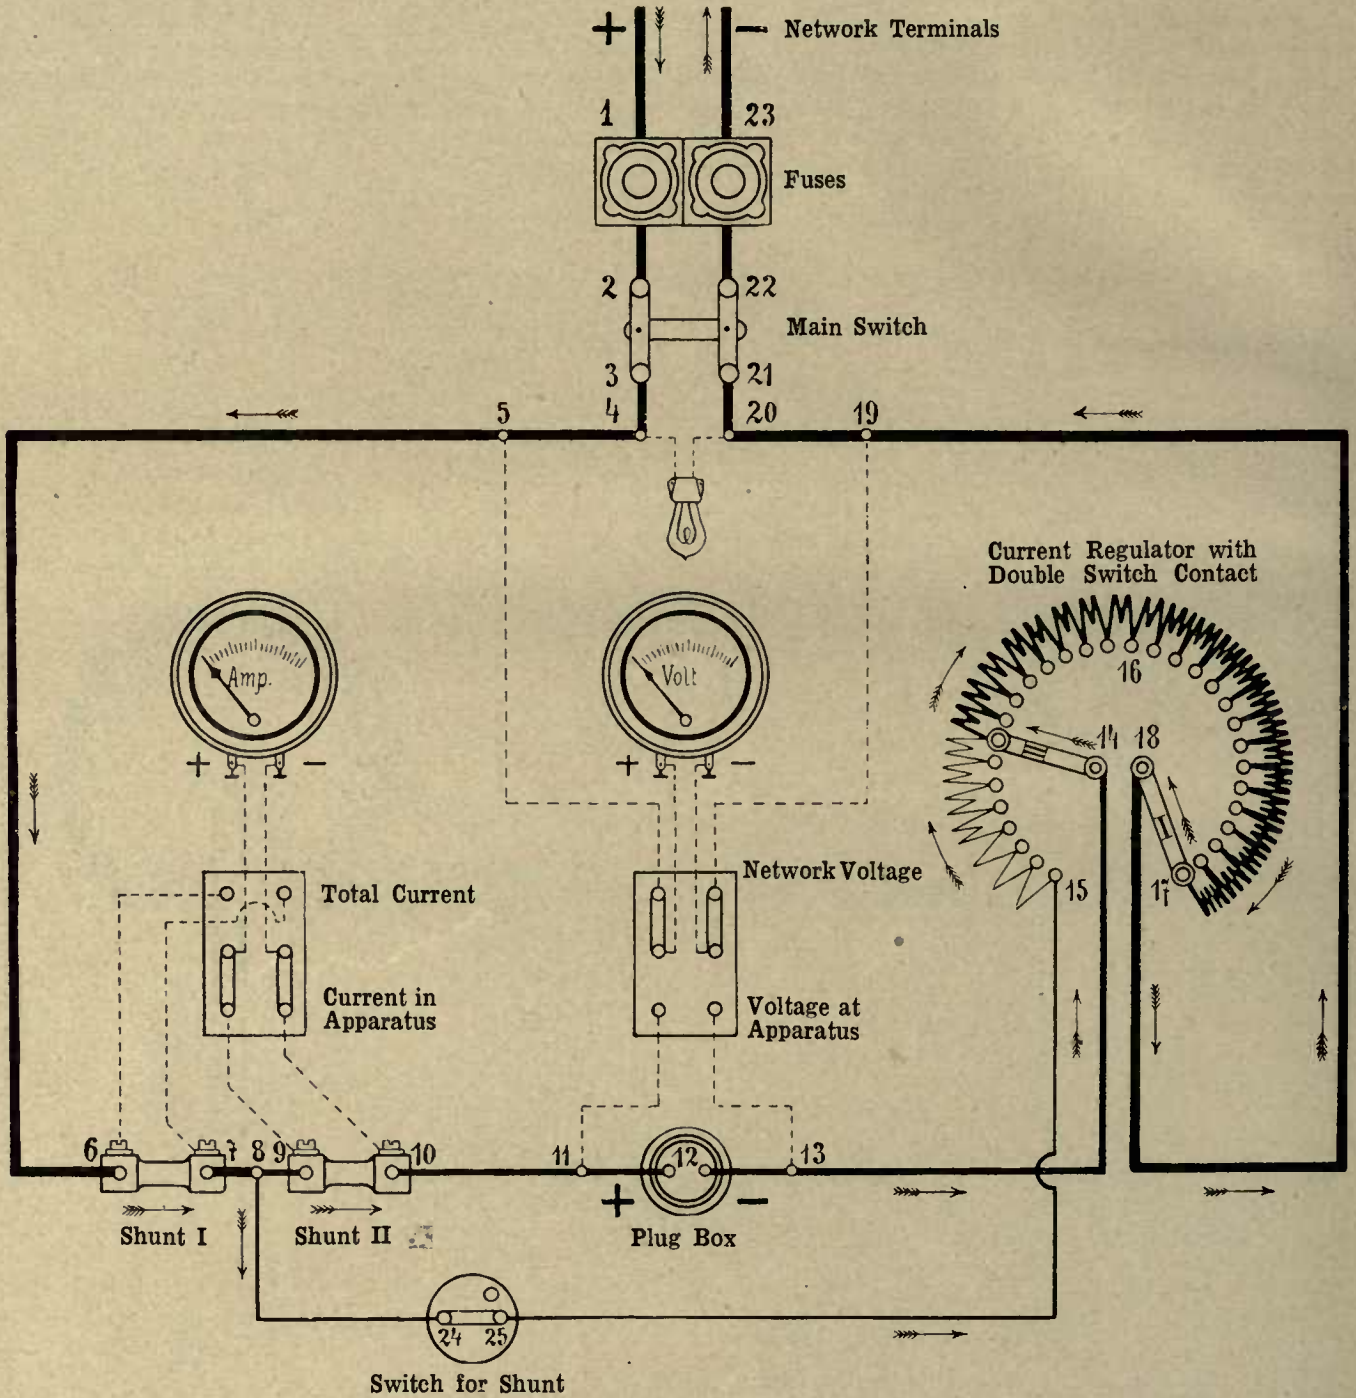 + − Network Terminals
1 23
Fuses
2 22
Main Switch
3 21
5 4 20 19
Current Regulator with
Double Switch Contact
Amp. Volt
16
14 18
+ − + −
Network Voltage
Total Current
15 17
Current in
Apparatus
Voltage at
Apparatus
6 7 8 9 10 11 12 13
+ −
Shunt I Shunt II Plug Box
24 25
Switch for Shunt